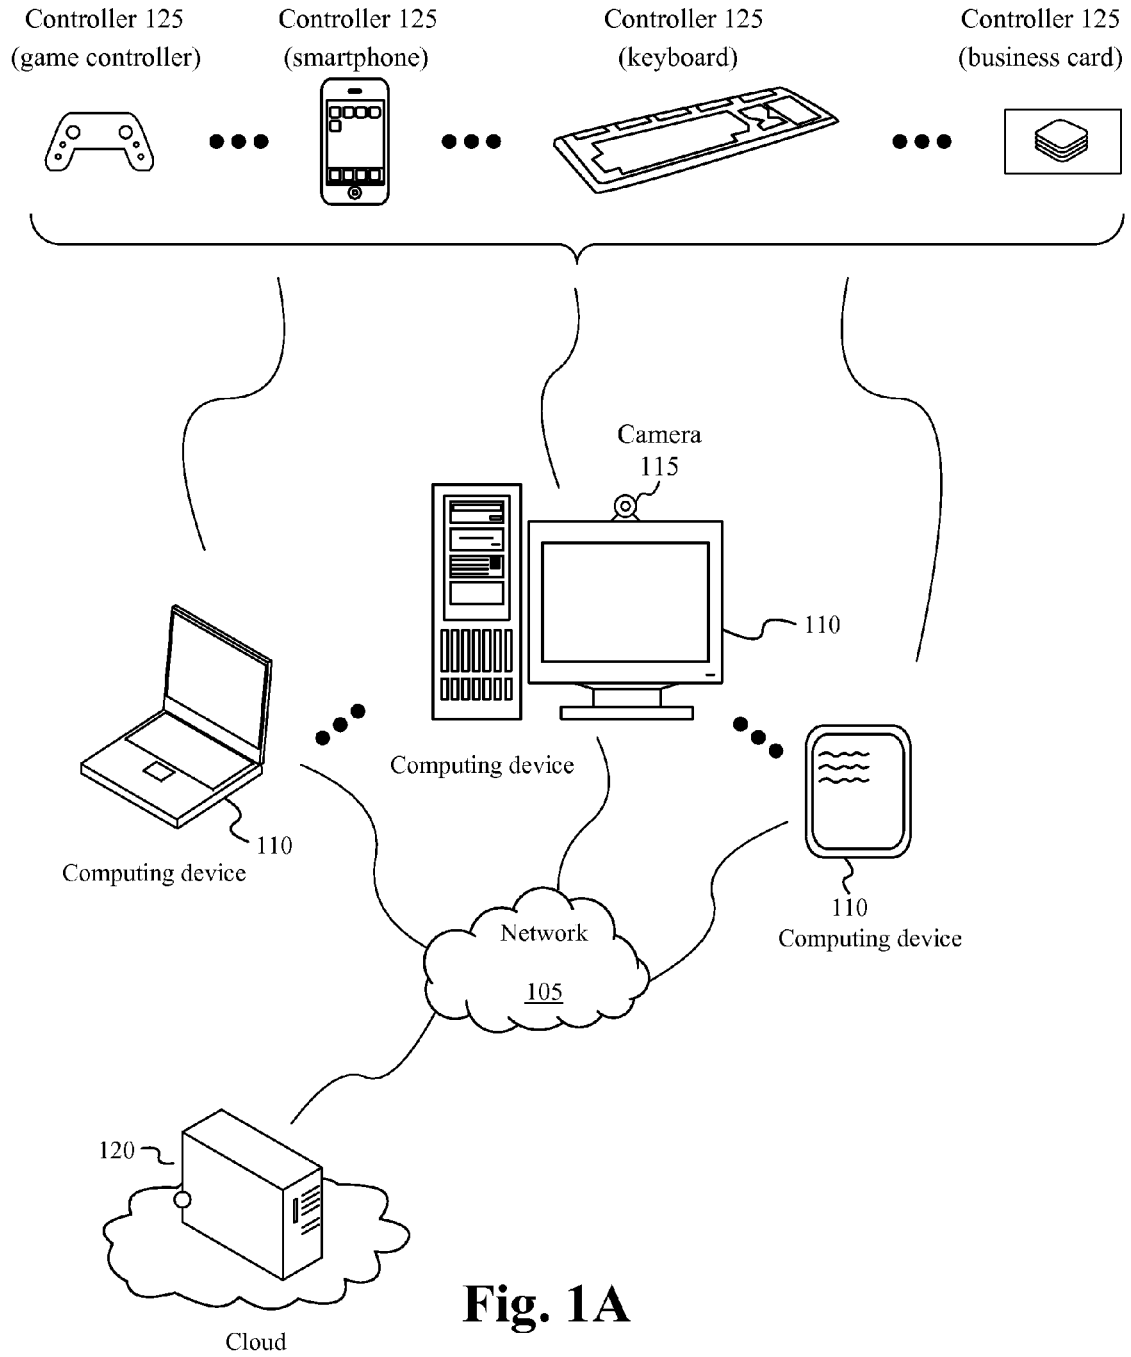 Controller 125
(game controller)
Controller 125
(smartphone)
Controller 125
(keyboard)
Controller 125
(business card)
Camera
115
110
Computing device
110
Computing device
110
Computing device
Network
105
120
Cloud
Fig. 1A